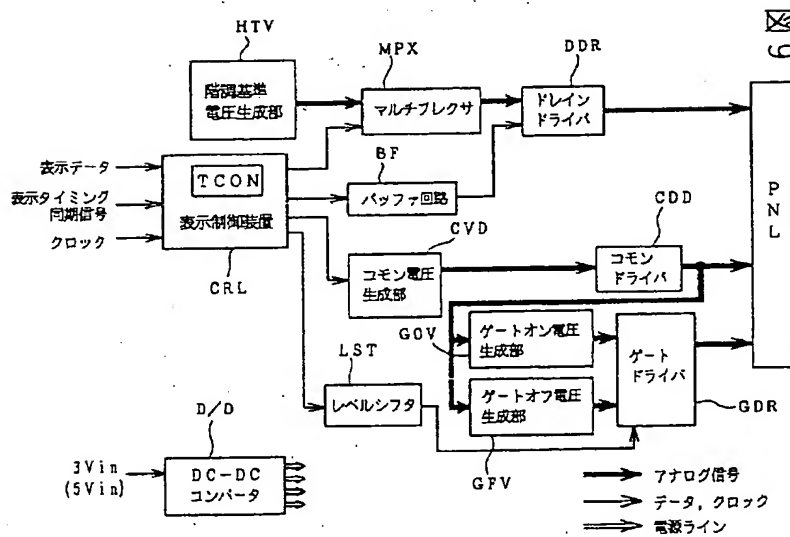 図
9
HTV
MPX
DDR
階調基準
電圧生成部
マルチプレクサ
ドレイン
ドライバ
BF
表示データ
TCON
バッファ回路
表示タイミング
同期信号
表示制御装置
クロック
CRL
CVD
CDD
コモン電圧
生成部
コモン
ドライバ
PNL
GOV
ゲートオン電圧
生成部
ゲート
ドライバ
LST
レベルシフタ
ゲートオフ電圧
生成部
GDR
GFV
D/D
3Vin
(5Vin)
DC-DC
コンバータ
アナログ信号
データ,クロック
電源ライン